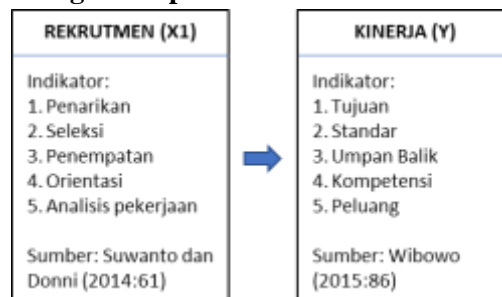 REKRUTMEN (X1)
Indikator:
1. Penarikan
2. Seleksi
3. Penempatan
4. Orientasi
5. Analisis pekerjaan
Sumber: Suwanto dan
Donni (2014:61)
KINERJA (Y)
Indikator:
1. Tujuan
2. Standar
3. Umpan Balik
4. Kompetensi
5. Peluang
Sumber: Wibowo
(2015:86)